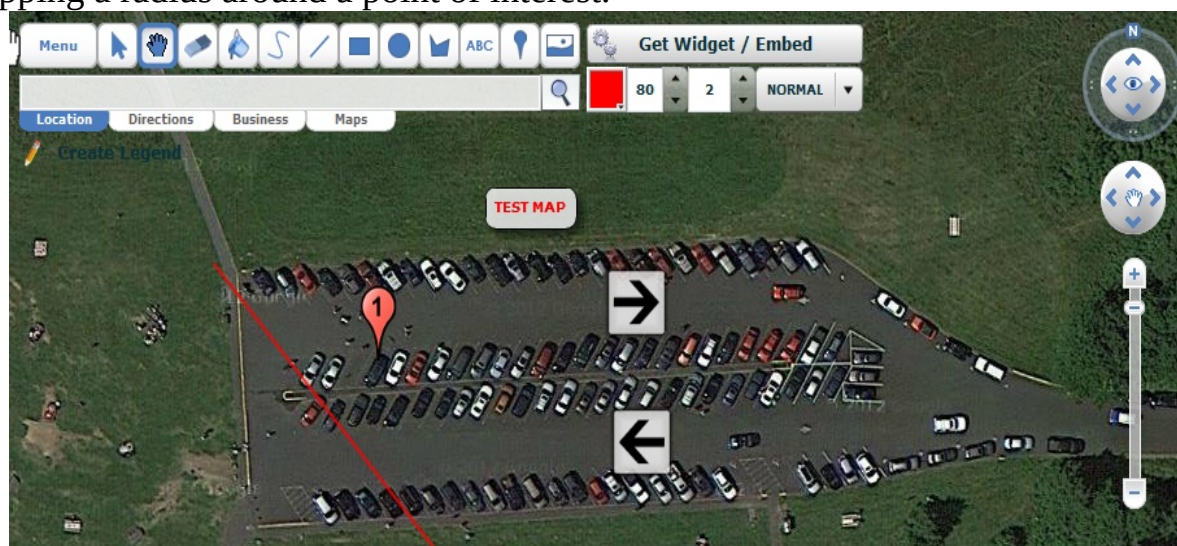 pping a radius around a point of interest.
Menu ABC Get Widget / Embed N
80 2 NORMAL
Location Directions Business Maps
Create Legend
TEST MAP
1